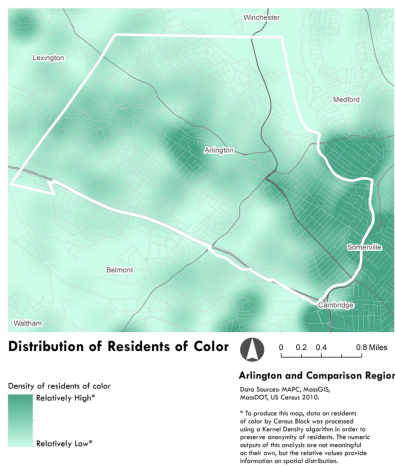 Winchester
Lexington
Medford
Arlington
Somerville
Belmont
Cambridge
Waltham
Distribution of Residents of Color
0 0.2 0.4 0.8 Miles
Arlington and Comparison Region
Density of residents of color
Relatively High*
Relatively Low*
Data Sources: MAPC, MassGIS,
MassDOT, US Census 2010.
* To produce this map, data on residents
of color by Census Block was processed
using a Kernel Density algorithm in order to
preserve anonymity of residents. The numeric
outputs of this analysis are not meaningful
on their own, but the relative values provide
information on spatial distribution.